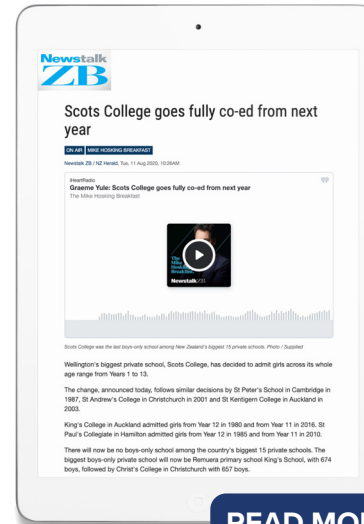 Newstalk
ZB
Scots College goes fully co-ed from next
year
ON AIR MIKE HOSKING BREAKFAST
Newstalk ZB / NZ Herald, Tue, 11 Aug 2020, 10:26AM
iHeartRadio
Graeme Yule: Scots College goes fully co-ed from next year
The Mike Hosking Breakfast
The
Mike
Hosking
Breakfast.
Newstalk ZB
Scots College was the last boys-only school among New Zealand's biggest 15 private schools. Photo / Supplied
Wellington's biggest private school, Scots College, has decided to admit girls across its whole
age range from Years 1 to 13.
The change, announced today, follows similar decisions by St Peter's School in Cambridge in
1987, St Andrew's College in Christchurch in 2001 and St Kentigern College in Auckland in
2003.
King's College in Auckland admitted girls from Year 12 in 1980 and from Year 11 in 2016. St
Paul's Collegiate in Hamilton admitted girls from Year 12 in 1985 and from Year 11 in 2010.
There will now be no boys-only school among the country's biggest 15 private schools. The
biggest boys-only private school will now be Remuera primary school King's School, with 674
boys, followed by Christ's College in Christchurch with 657 boys.